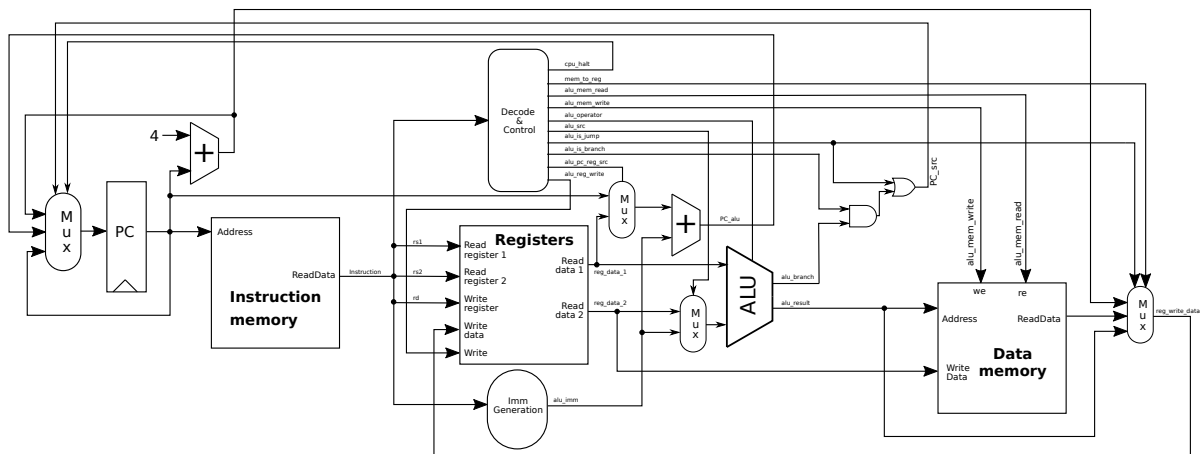 cpu_halt
mem_to_reg
alu_mem_read
alu_mem_write
alu_operator
alu_src
alu_is_jump
alu_is_branch
alu_pc_reg_src
alu_reg_write
Decode
&
Control
4
+
M
u
x
PC
Address
ReadData
Instruction
memory
Instruction
rs1
rs2
rd
Registers
Read
register 1
Read
register 2
Write
register
Write
data
Write
Read
data 1
Read
data 2
reg_data_1
reg_data_2
Imm
Generation
alu_imm
M
u
x
+
PC_alu
M
u
x
ALU
alu_branch
alu_result
PC_src
alu_mem_write
alu_mem_read
we
re
Address
ReadData
Data
memory
Write
Data
M
u
x
reg_write_data